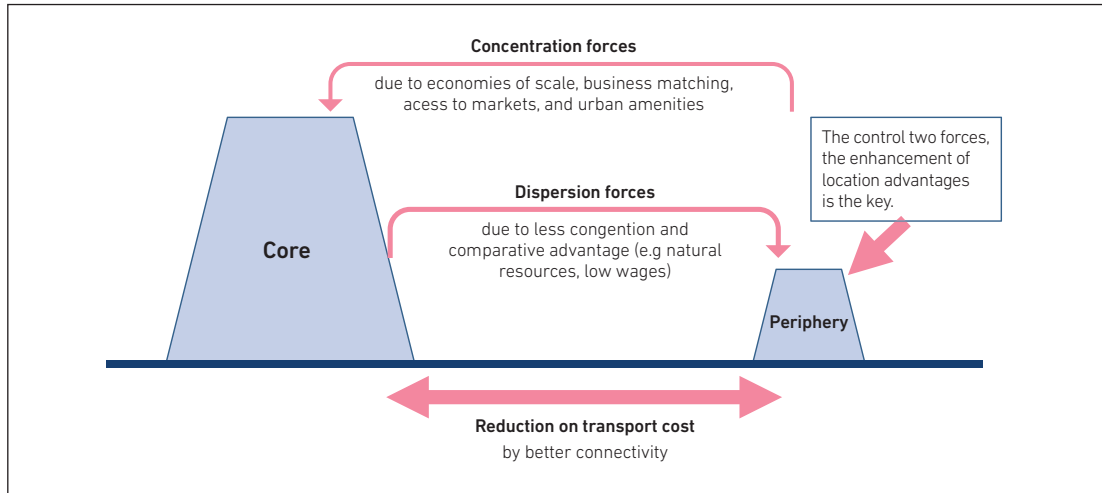 Concentration forces
due to economies of scale, business matching,
acess to markets, and urban amenities
The control two forces,
the enhancement of
location advantages
is the key.
Dispersion forces
due to less congention and
comparative advantage (e.g natural
resources, low wages)
Core
Periphery
Reduction on transport cost
by better connectivity